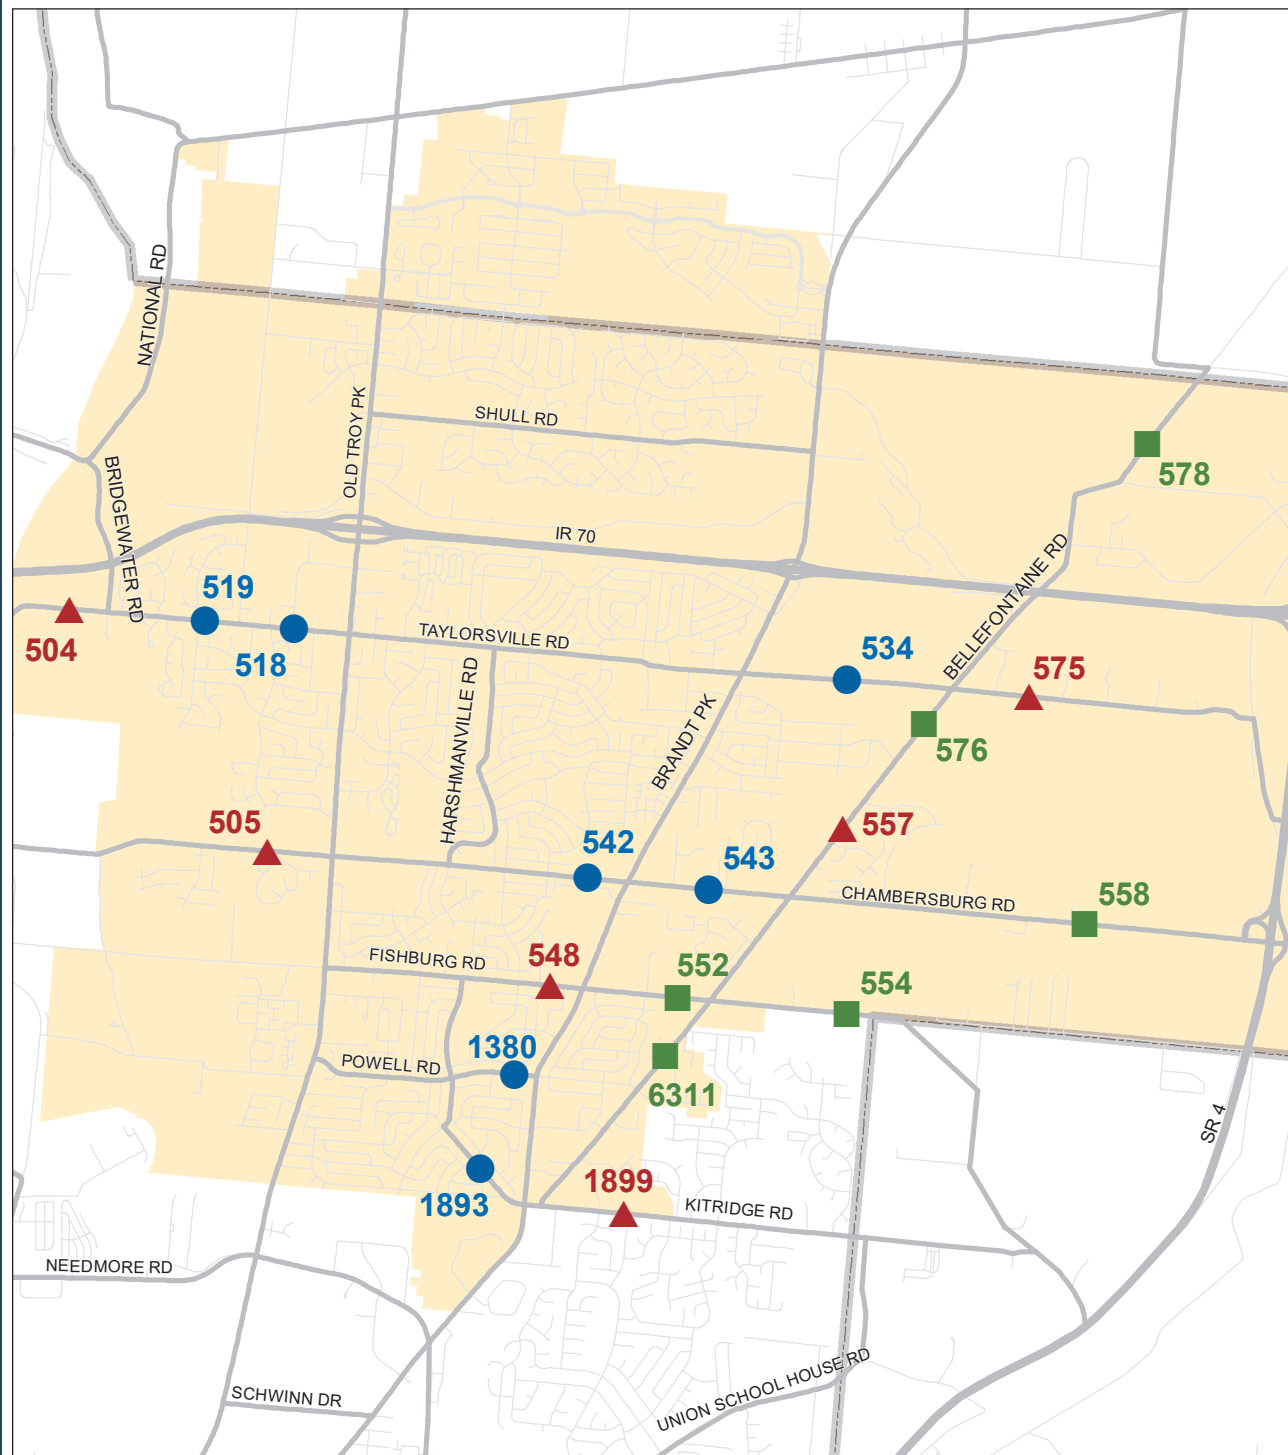 NATIONAL RD
OLD TROY PK
SHULL RD
578
BRIDGEWATER RD
IR 70
BELLEFONTAINE RD
519
504
518
TAYLORSVILLE RD
534
575
HARSHMANVILLE RD
BRANDT PK
576
505
542
557
543
CHAMBERSBURG RD
558
FISHBURG RD
548
552
554
1380
POWELL RD
6311
SR 4
1893
1899
KITRIDGE RD
NEEDMORE RD
SCHWINN DR
UNION SCHOOL HOUSE RD